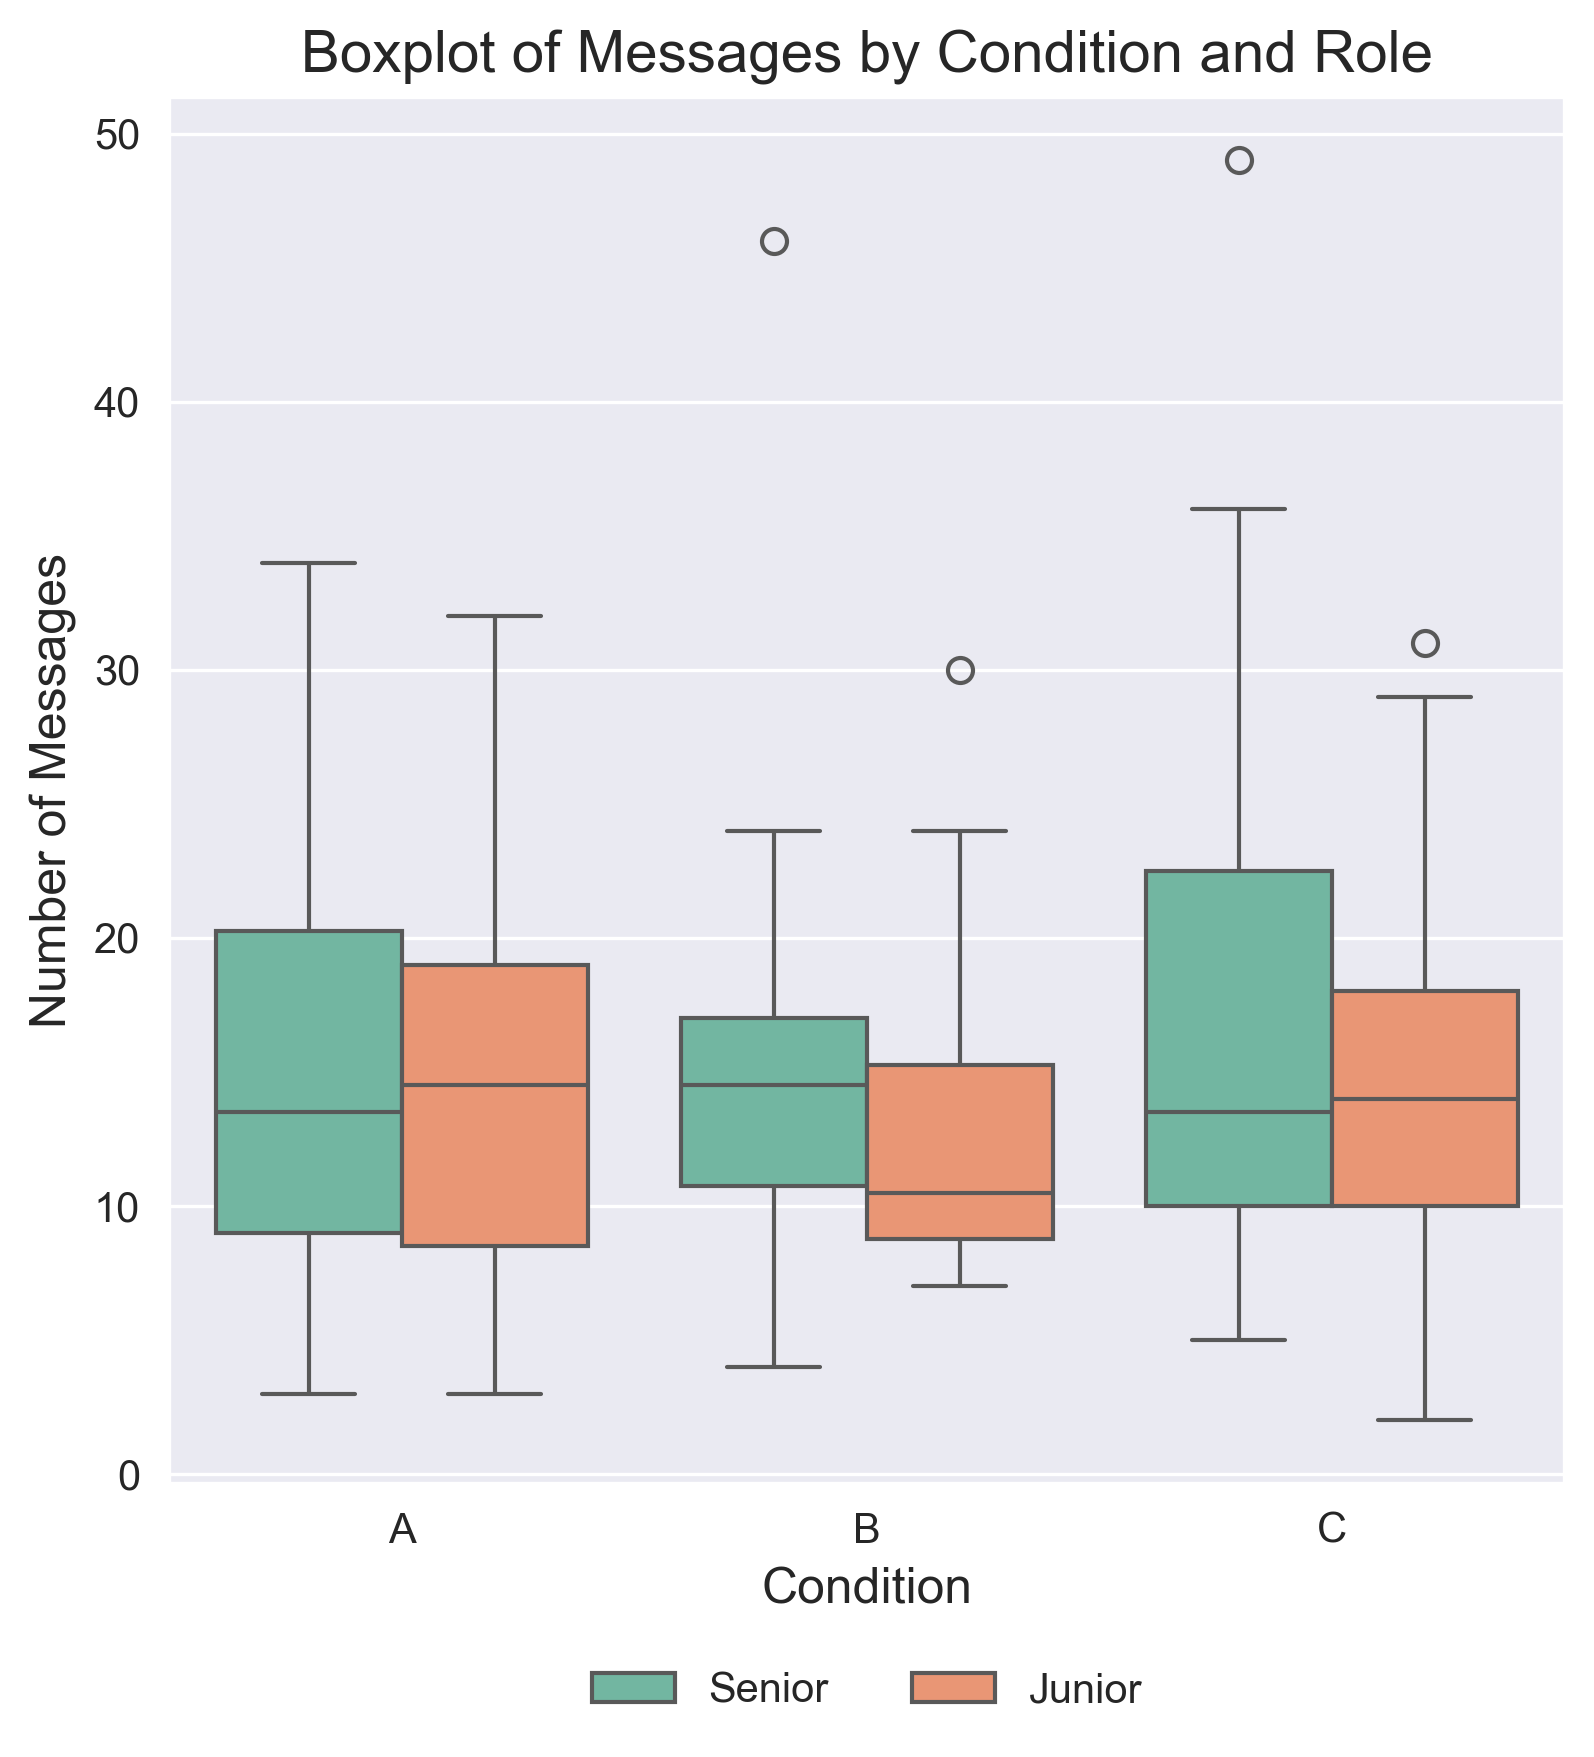 Boxplot of Messages by Condition and Role
50
40
30
20
10
0
Number of Messages
A B C
Condition
Senior Junior